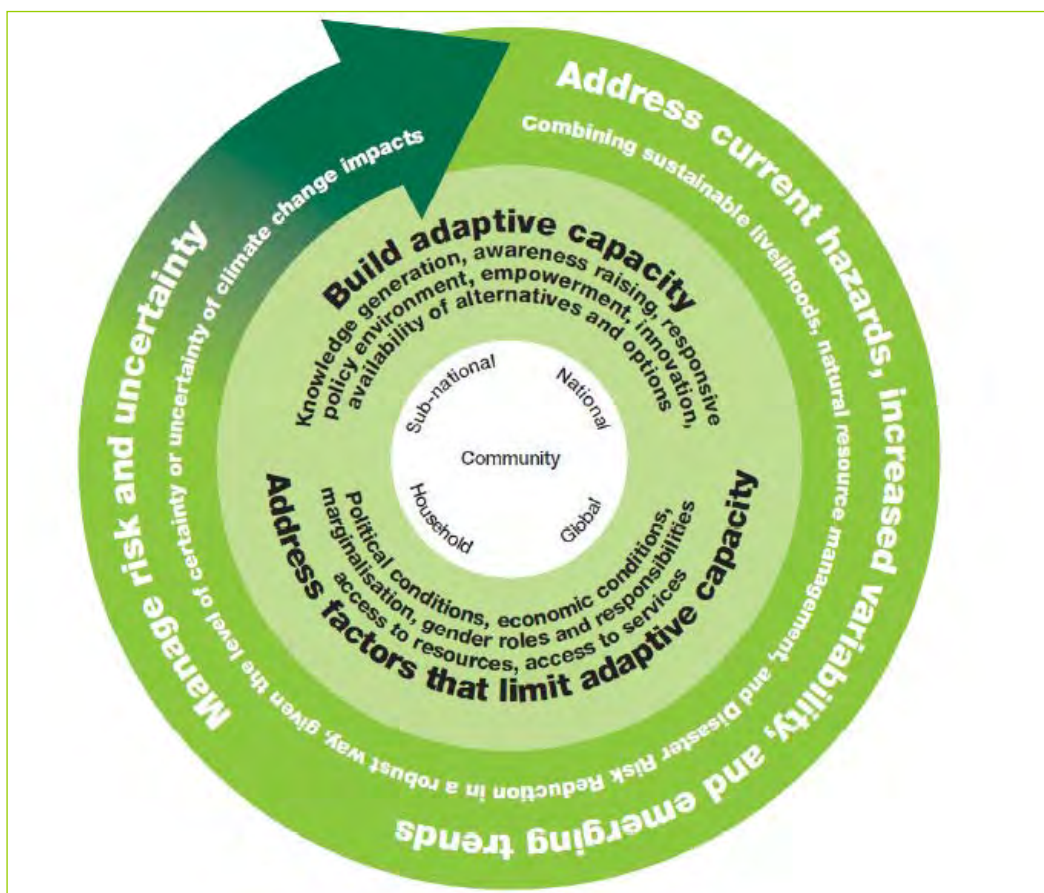 Address current hazards, increased variability, and emerging trends
Manage risk and uncertainty
Combining sustainable livelihoods, natural resource management, and Disaster Risk Reduction in a robust way, given the level of certainty or uncertainty of climate change impacts
Build adaptive capacity
Knowledge generation, awareness raising, responsive
policy environment, empowerment, innovation,
availability of alternatives and options
Sub-national
National
Community
Household
Global
Political conditions, economic conditions,
marginalisation, gender roles and responsibilities
access to resources, access to services
Address factors that limit adaptive capacity